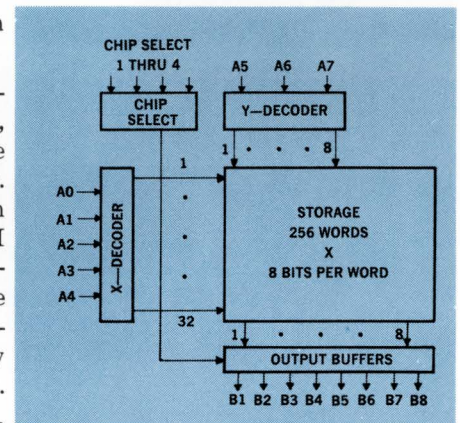 CHIP SELECT
1 THRU 4
A5 A6 A7
CHIP
SELECT
Y—DECODER
1 8
1
A0
A1
A2
A3
A4
X—DECODER
32
STORAGE
256 WORDS
X
8 BITS PER WORD
1 8
OUTPUT BUFFERS
B1 B2 B3 B4 B5 B6 B7 B8